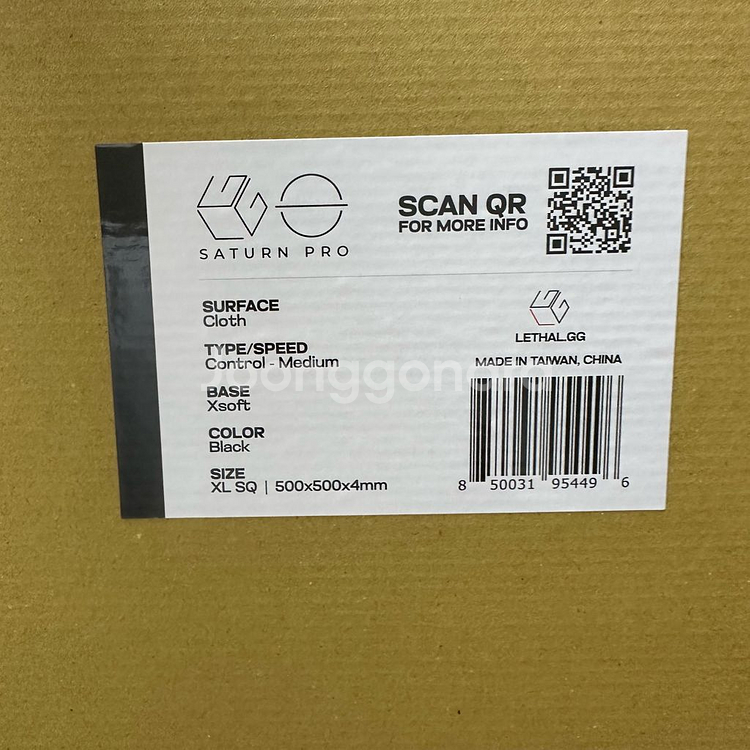 SATURN PRO
SCAN QR
FOR MORE INFO
SURFACE
Cloth
TYPE/SPEED
Control - Medium
BASE
Xsoft
COLOR
Black
SIZE
XL SQ | 500x500x4mm
LETHAL.GG
MADE IN TAIWAN, CHINA
8 50031 95449 6
joonggonara